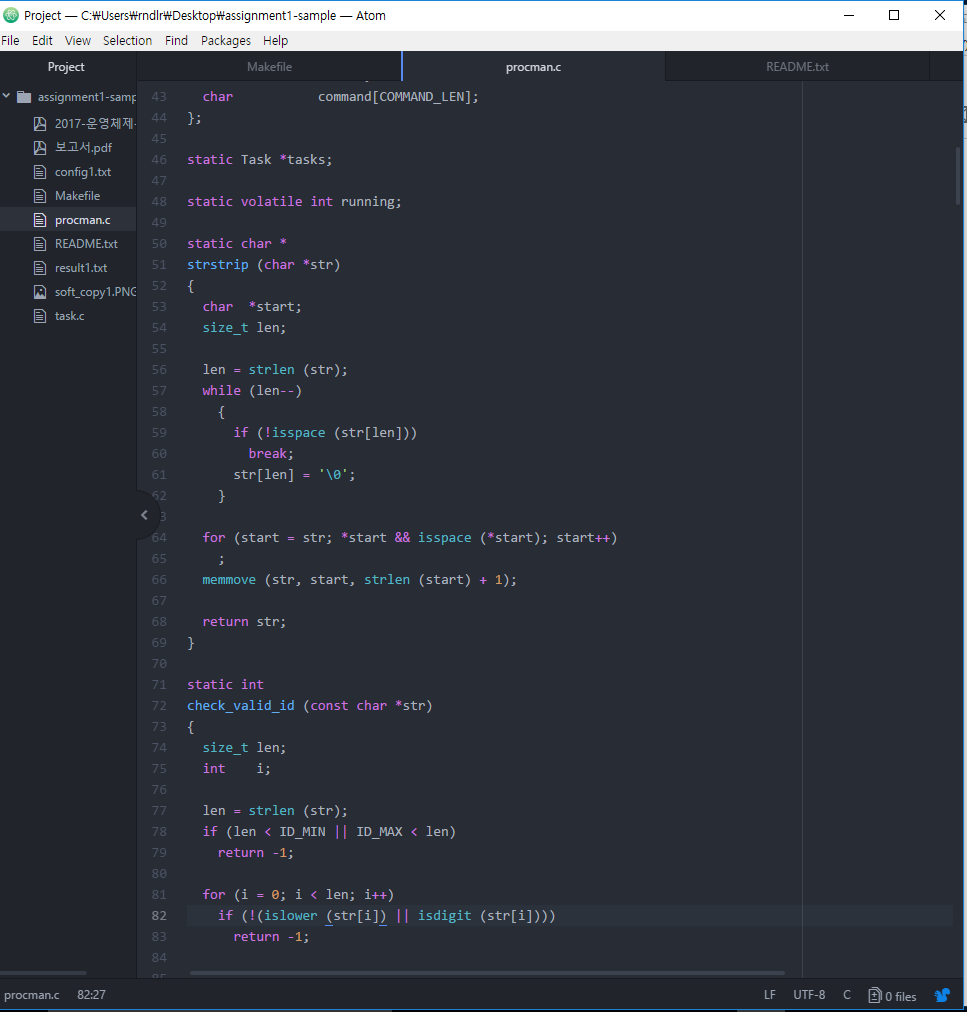 Project — C:₩Users₩rndlr₩Desktop₩assignment1-sample — Atom
File Edit View Selection Find Packages Help
Project
Makefile
procman.c
README.txt
assignment1-samp
2017-운영체제-
보고서.pdf
config1.txt
Makefile
procman.c
README.txt
result1.txt
soft_copy1.PNG
task.c
43 char command[COMMAND_LEN];
44 };
45
46 static Task *tasks;
47
48 static volatile int running;
49
50 static char *
51 strstrip (char *str)
52 {
53 char *start;
54 size_t len;
55
56 len = strlen (str);
57 while (len--)
58 {
59 if (!isspace (str[len]))
60 break;
61 str[len] = '\0';
62 }
3
64 for (start = str; *start && isspace (*start); start++)
65 ;
66 memmove (str, start, strlen (start) + 1);
67
68 return str;
69 }
70
71 static int
72 check_valid_id (const char *str)
73 {
74 size_t len;
75 int i;
76
77 len = strlen (str);
78 if (len < ID_MIN || ID_MAX < len)
79 return -1;
80
81 for (i = 0; i < len; i++)
82 if (!(islower (str[i]) || isdigit (str[i])))
83 return -1;
84
procman.c 82:27
LF UTF-8 C 0 files